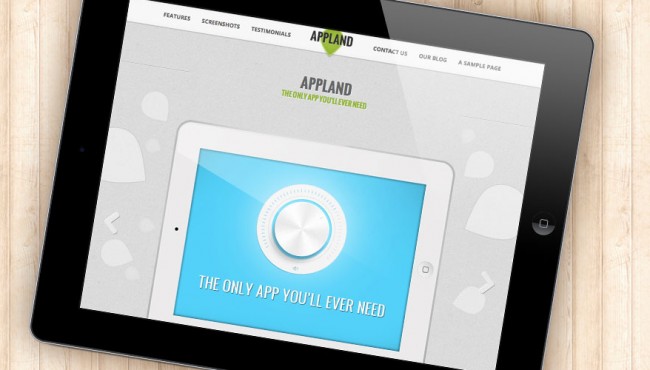 FEATURES SCREENSHOTS TESTIMONIALS APPLAND CONTACT US OUR BLOG A SAMPLE PAGE
APPLAND
THE ONLY APP YOU'LL EVER NEED
THE ONLY APP YOU'LL EVER NEED